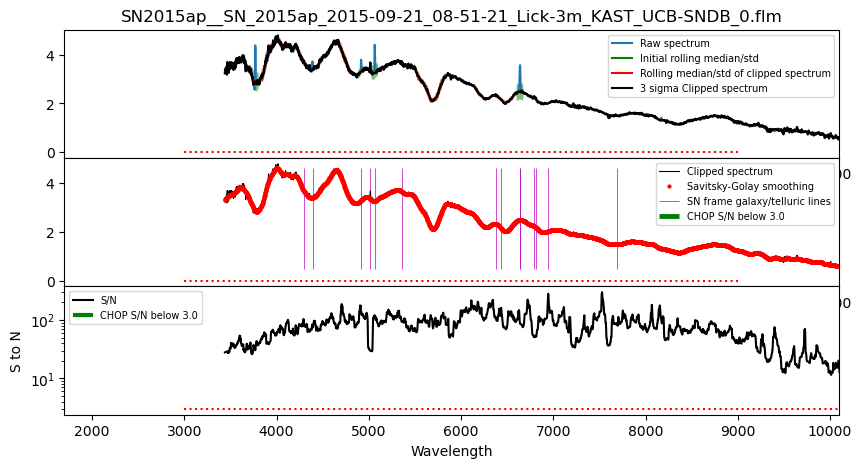 SN2015ap__SN_2015ap_2015-09-21_08-51-21_Lick-3m_KAST_UCB-SNDB_0.flm
4
2
0
Raw spectrum
Initial rolling median/std
Rolling median/std of clipped spectrum
3 sigma Clipped spectrum
4
2
0
Clipped spectrum
Savitsky-Golay smoothing
SN frame galaxy/telluric lines
CHOP S/N below 3.0
S to N
10²
10¹
S/N
CHOP S/N below 3.0
2000 3000 4000 5000 6000 7000 8000 9000 10000
Wavelength